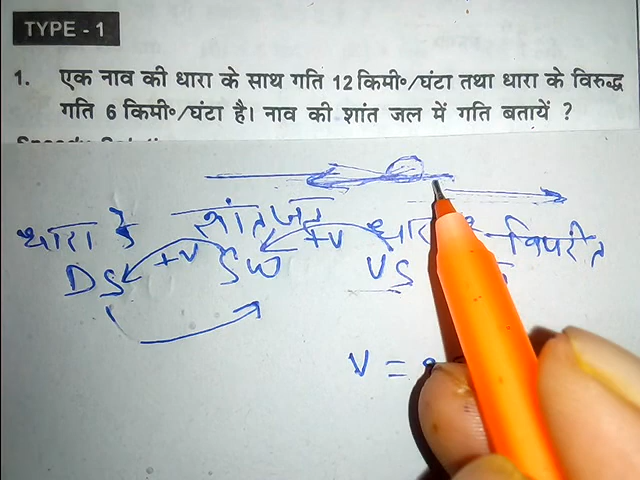 TYPE - 1
1. एक नाव की धारा के साथ गति 12 किमी०/घंटा तथा धारा के विरुद्ध
गति 6 किमी०/घंटा है। नाव की शांत जल में गति बतायें ?
धारा के शांतजल विपरीत
DS +V SW +V US
V =